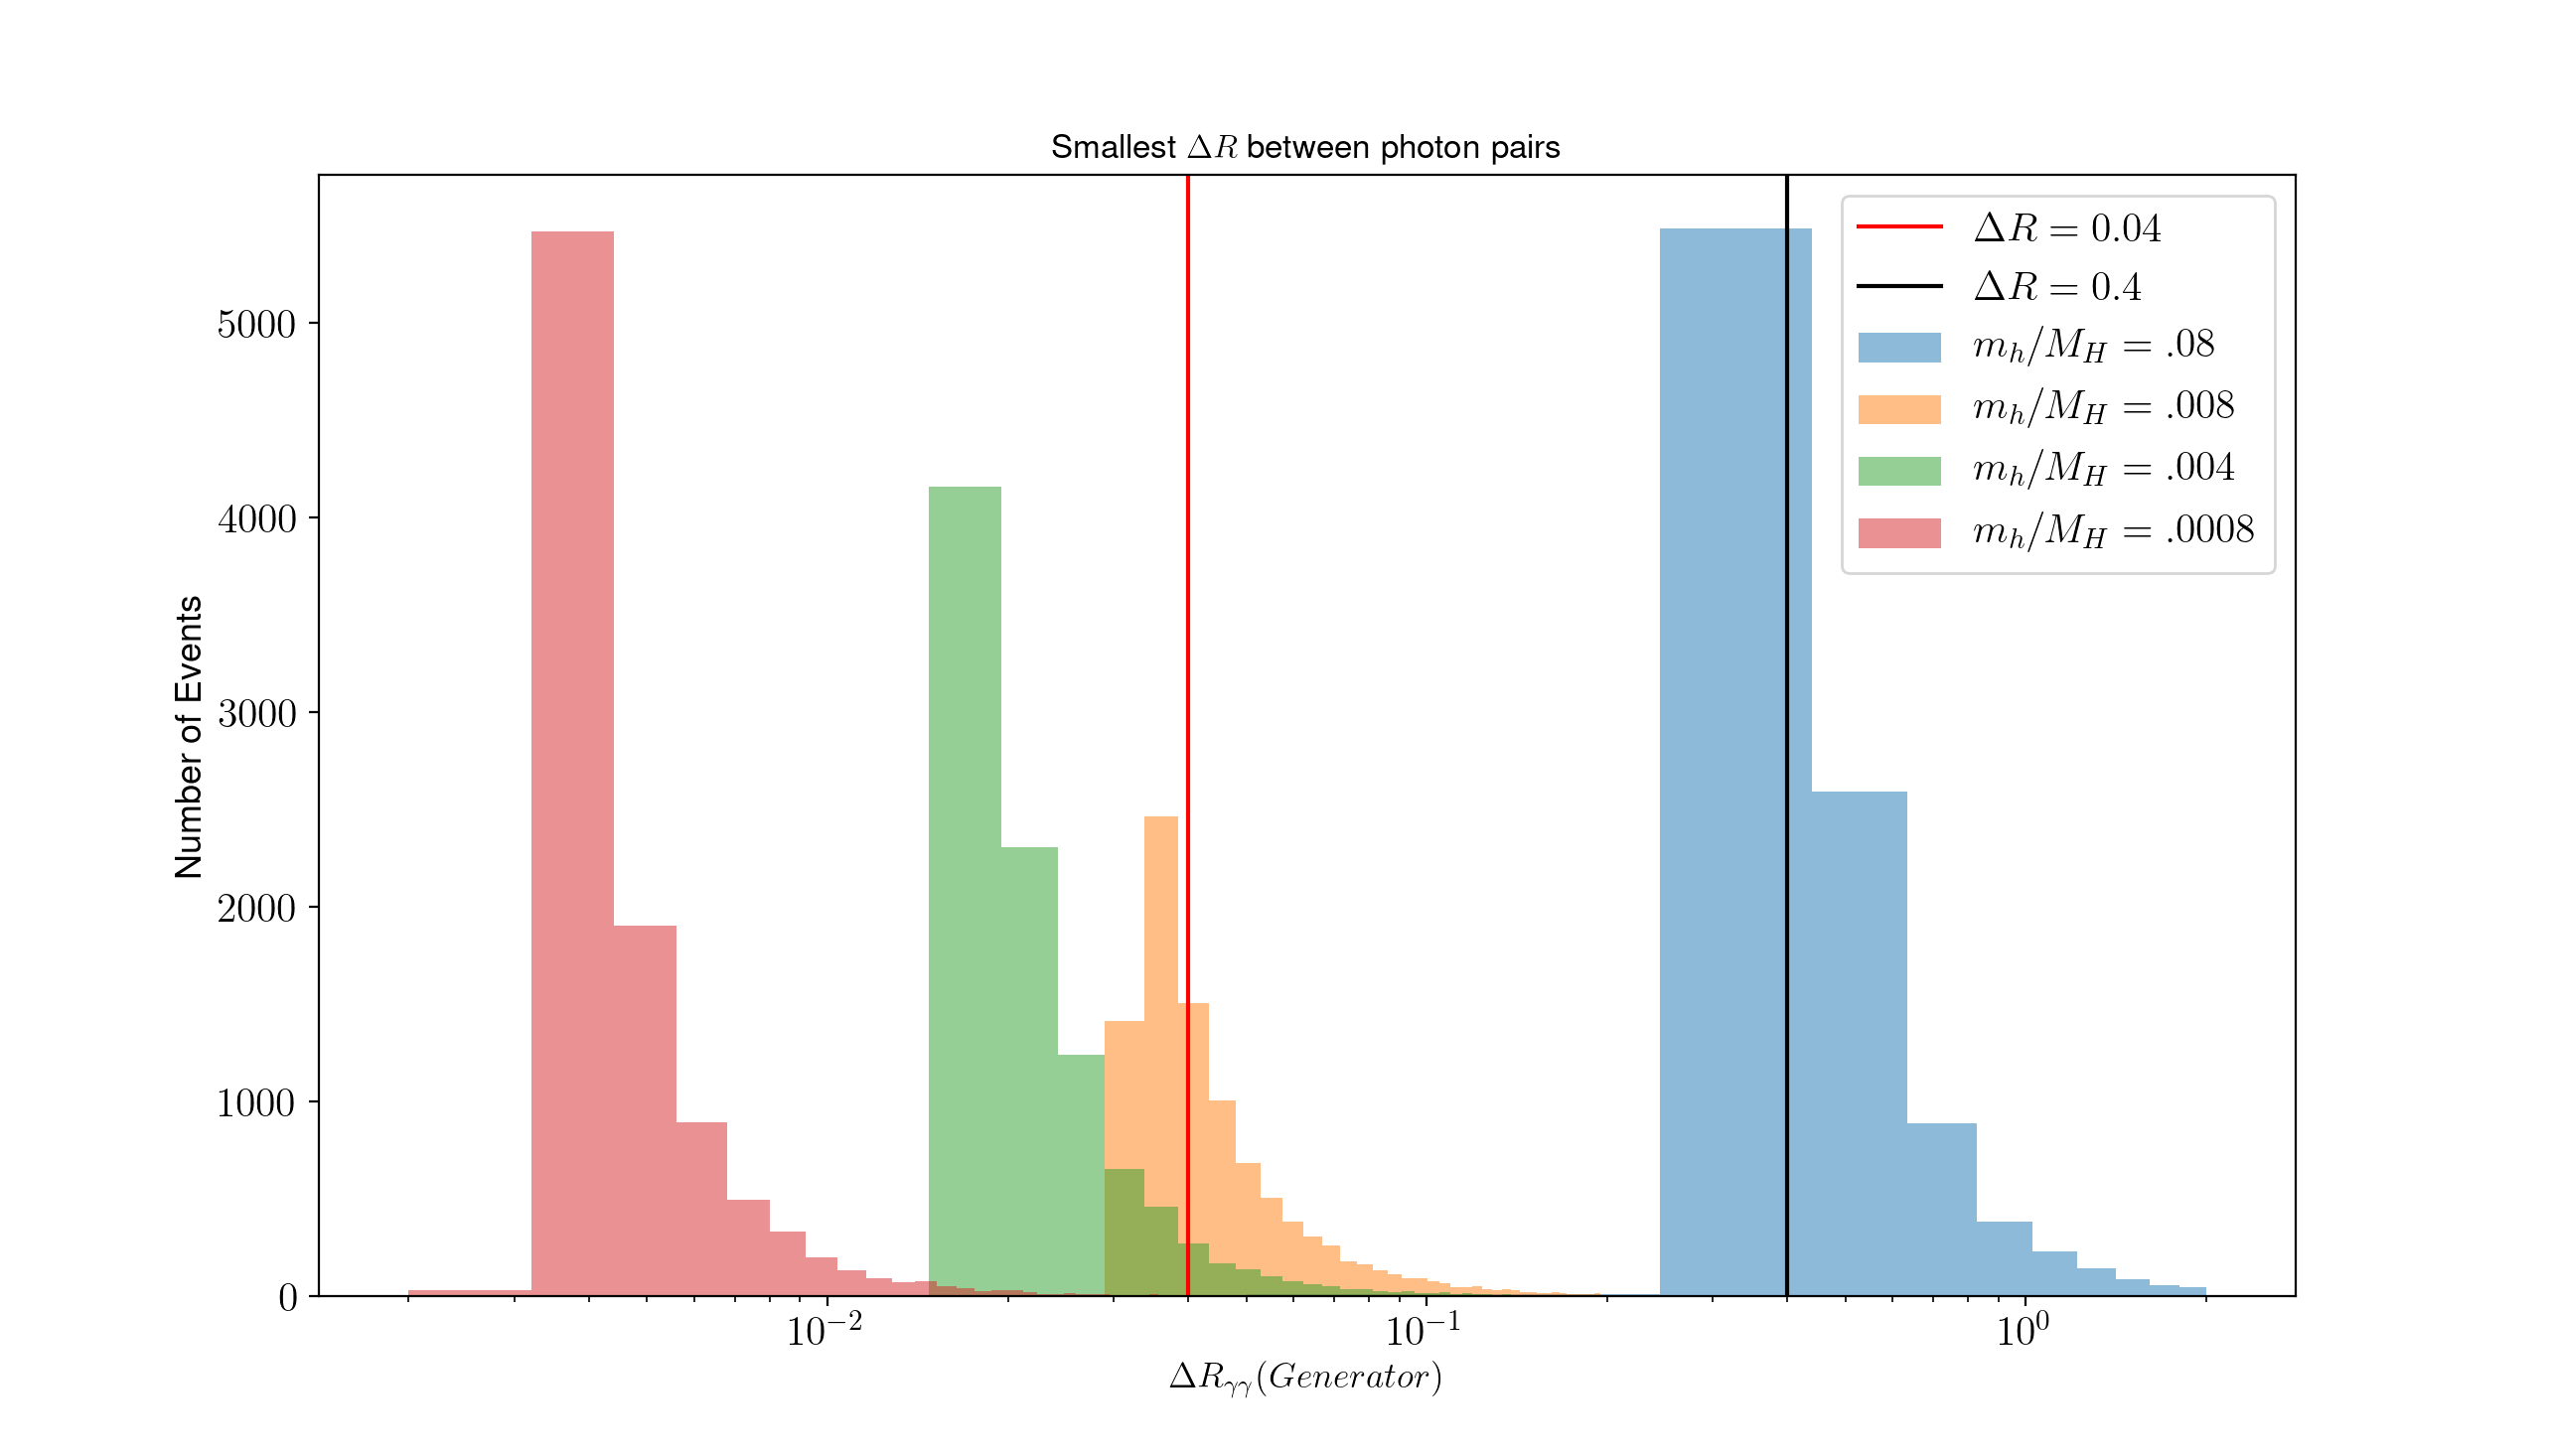 Smallest ΔR between photon pairs
Number of Events
5000
4000
3000
2000
1000
0
10⁻²
10⁻¹
10⁰
ΔR_γγ(Generator)
ΔR = 0.04
ΔR = 0.4
m_h/M_H = .08
m_h/M_H = .008
m_h/M_H = .004
m_h/M_H = .0008